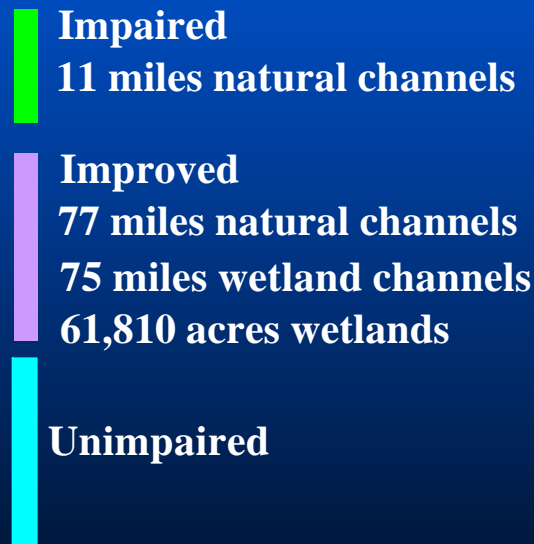 Impaired
11 miles natural channels
Improved
77 miles natural channels
75 miles wetland channels
61,810 acres wetlands
Unimpaired